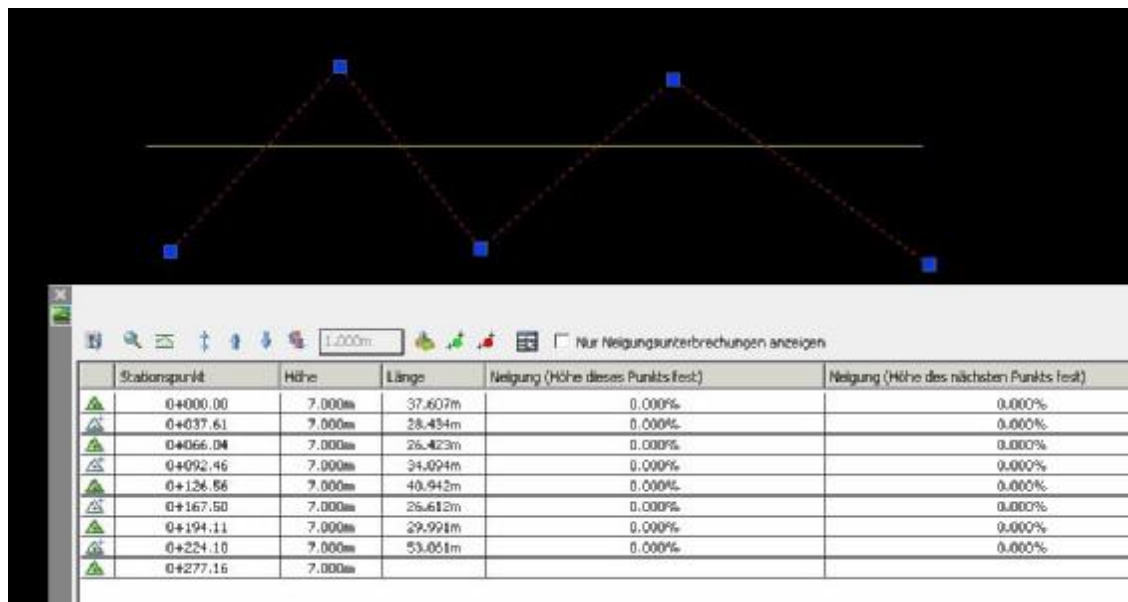 1.000m Nur Neigungsunterbrechungen anzeigen
Stationspunkt Höhe Länge Neigung (Höhe dieses Punkts fest) Neigung (Höhe des nächsten Punkts fest)
0+000.00 7.000m 37.607m 0.000% 0.000%
0+037.61 7.000m 28.434m 0.000% 0.000%
0+066.04 7.000m 26.423m 0.000% 0.000%
0+092.46 7.000m 34.094m 0.000% 0.000%
0+126.56 7.000m 40.942m 0.000% 0.000%
0+167.50 7.000m 26.612m 0.000% 0.000%
0+194.11 7.000m 29.991m 0.000% 0.000%
0+224.10 7.000m 53.061m 0.000% 0.000%
0+277.16 7.000m